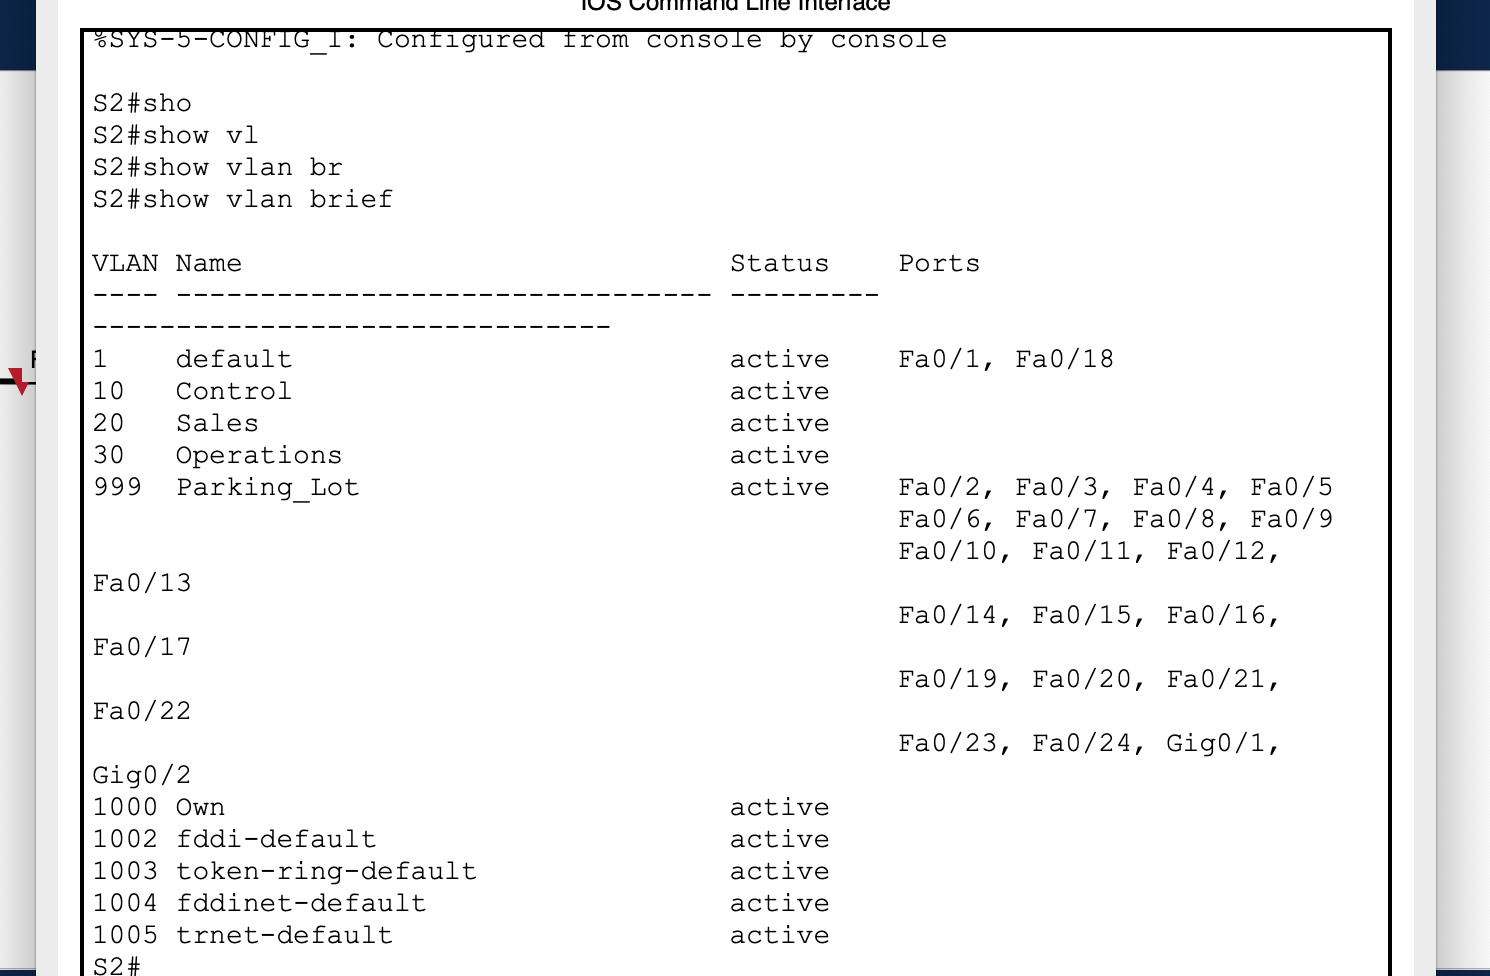 IOS Command Line Interface
%SYS-5-CONFIG_I: Configured from console by console
S2#sho
S2#show vl
S2#show vlan br
S2#show vlan brief
VLAN Name Status Ports
---- -------------------------------- ---------
-------------------------------
1 default active Fa0/1, Fa0/18
10 Control active
20 Sales active
30 Operations active
999 Parking_Lot active Fa0/2, Fa0/3, Fa0/4, Fa0/5
Fa0/6, Fa0/7, Fa0/8, Fa0/9
Fa0/10, Fa0/11, Fa0/12,
Fa0/13
Fa0/14, Fa0/15, Fa0/16,
Fa0/17
Fa0/19, Fa0/20, Fa0/21,
Fa0/22
Fa0/23, Fa0/24, Gig0/1,
Gig0/2
1000 Own active
1002 fddi-default active
1003 token-ring-default active
1004 fddinet-default active
1005 trnet-default active
S2#